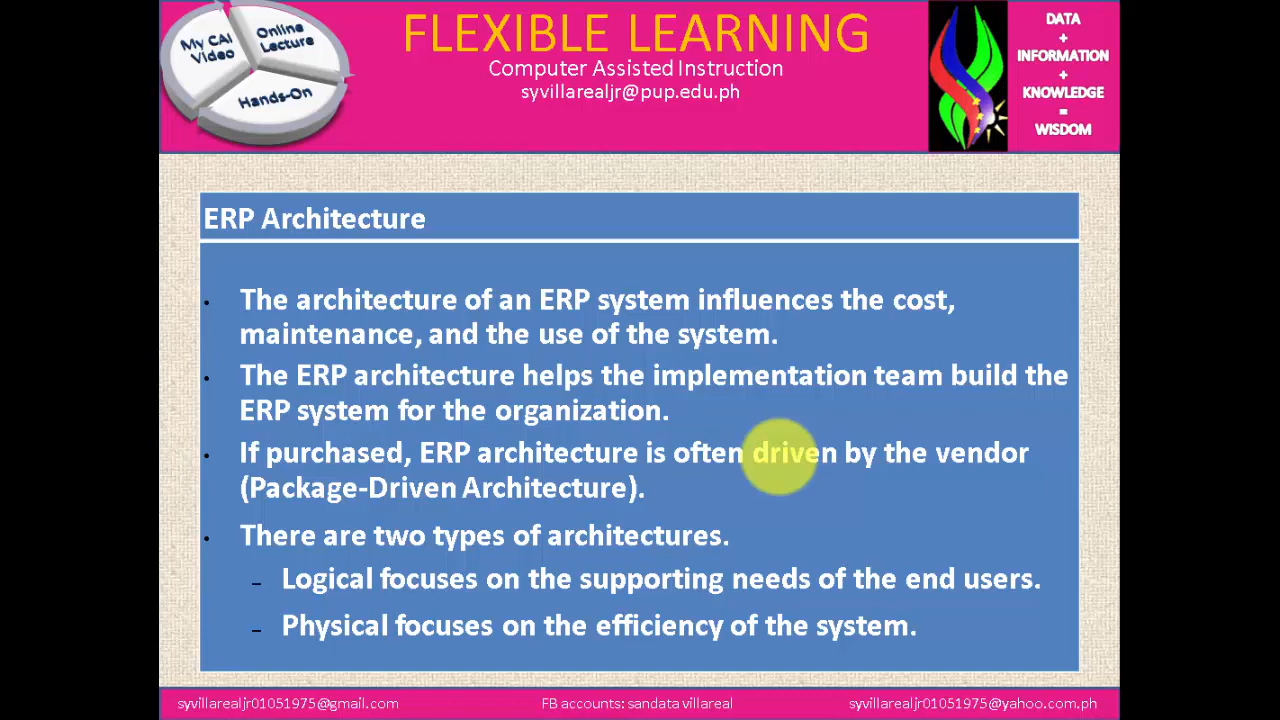 My CAI
Video
Online
Lecture
Hands-On
FLEXIBLE LEARNING
Computer Assisted Instruction
syvillarealjr@pup.edu.ph
DATA
+
INFORMATION
+
KNOWLEDGE
=
WISDOM
ERP Architecture
• The architecture of an ERP system influences the cost,
maintenance, and the use of the system.
• The ERP architecture helps the implementation team build the
ERP system for the organization.
• If purchased, ERP architecture is often driven by the vendor
(Package-Driven Architecture).
• There are two types of architectures.
– Logical focuses on the supporting needs of the end users.
– Physical focuses on the efficiency of the system.
syvillarealjr01051975@gmail.com
FB accounts: sandata villareal
syvillarealjr01051975@yahoo.com.ph